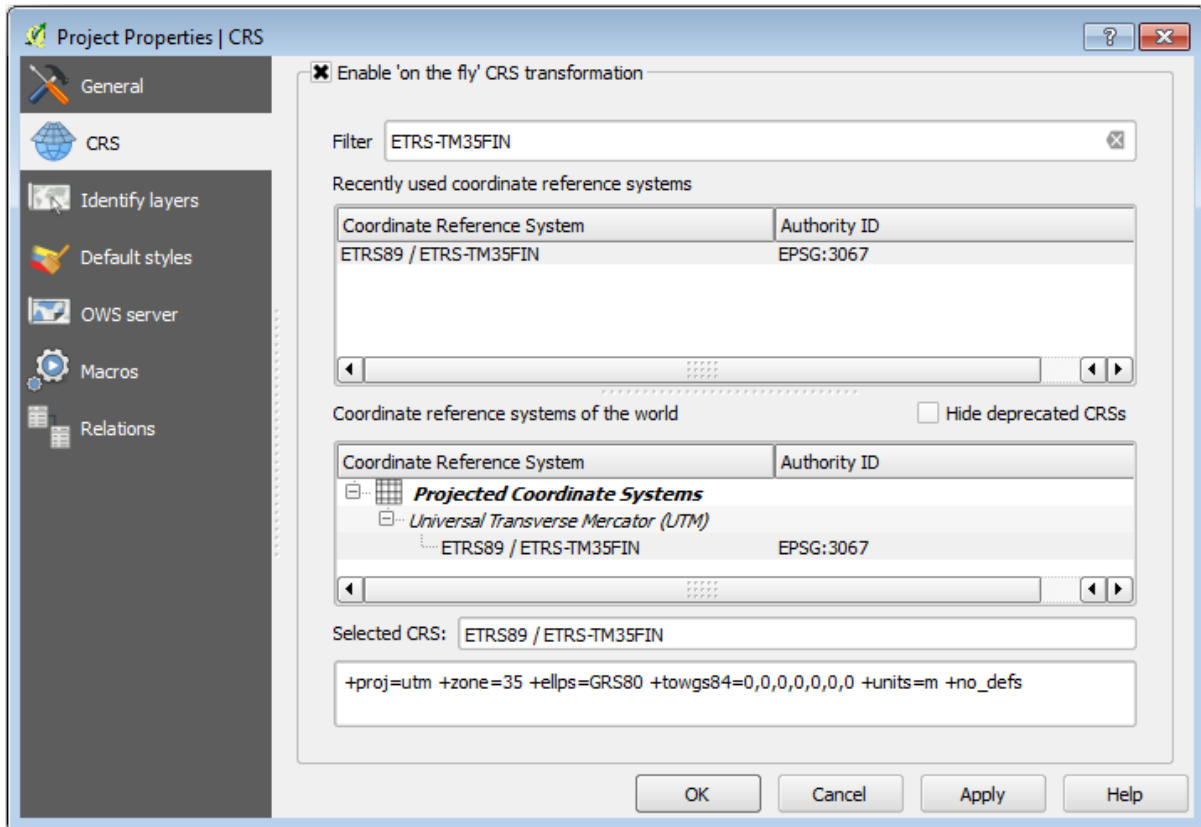 Project Properties | CRS
General
CRS
Identify layers
Default styles
OWS server
Macros
Relations
Enable 'on the fly' CRS transformation
Filter ETRS-TM35FIN
Recently used coordinate reference systems
Coordinate Reference System Authority ID
ETRS89 / ETRS-TM35FIN EPSG:3067
Coordinate reference systems of the world Hide deprecated CRSs
Coordinate Reference System Authority ID
Projected Coordinate Systems
Universal Transverse Mercator (UTM)
ETRS89 / ETRS-TM35FIN EPSG:3067
Selected CRS: ETRS89 / ETRS-TM35FIN
+proj=utm +zone=35 +ellps=GRS80 +towgs84=0,0,0,0,0,0,0 +units=m +no_defs
OK Cancel Apply Help